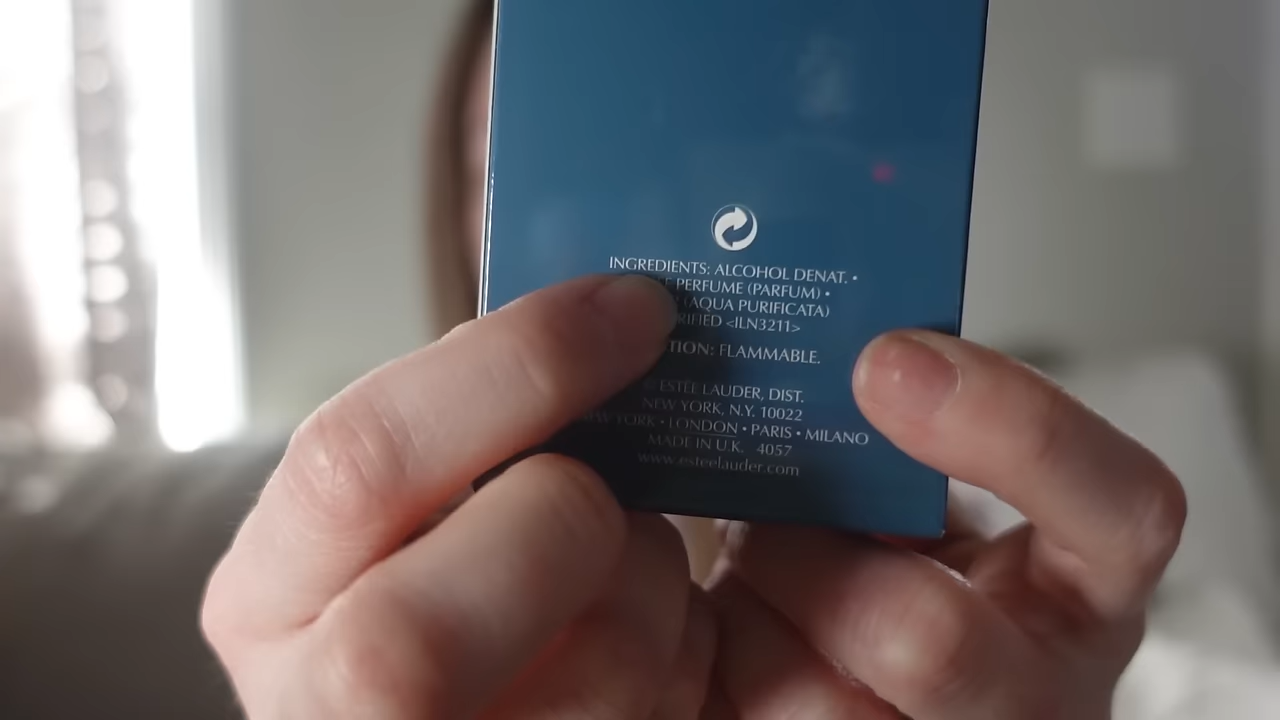 INGREDIENTS: ALCOHOL DENAT. •
PERFUME (PARFUM) •
(AQUA PURIFICATA)
RIFIED <ILN3211>
TION: FLAMMABLE.
© ESTÉE LAUDER, DIST.
NEW YORK, N.Y. 10022
NEW YORK • LONDON • PARIS • MILANO
MADE IN U.K. 4057
www.esteelauder.com